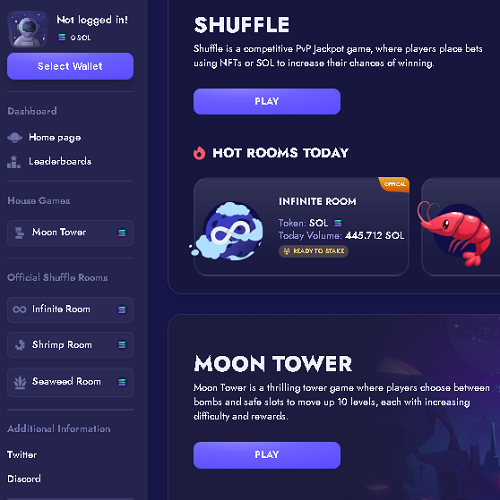 Not logged in!
0 SOL
Select Wallet
Dashboard
Home page
Leaderboards
House Games
Moon Tower
Official Shuffle Rooms
Infinite Room
Shrimp Room
Seaweed Room
Additional Information
Twitter
Discord
SHUFFLE
Shuffle is a competitive PvP Jackpot game, where players place bets
using NFTs or SOL to increase their chances of winning.
PLAY
HOT ROOMS TODAY
OFFICIAL
INFINITE ROOM
Token: SOL
Today Volume: 445.712 SOL
READY TO STAKE
MOON TOWER
Moon Tower is a thrilling tower game where players choose between
bombs and safe slots to move up 10 levels, each with increasing
difficulty and rewards.
PLAY